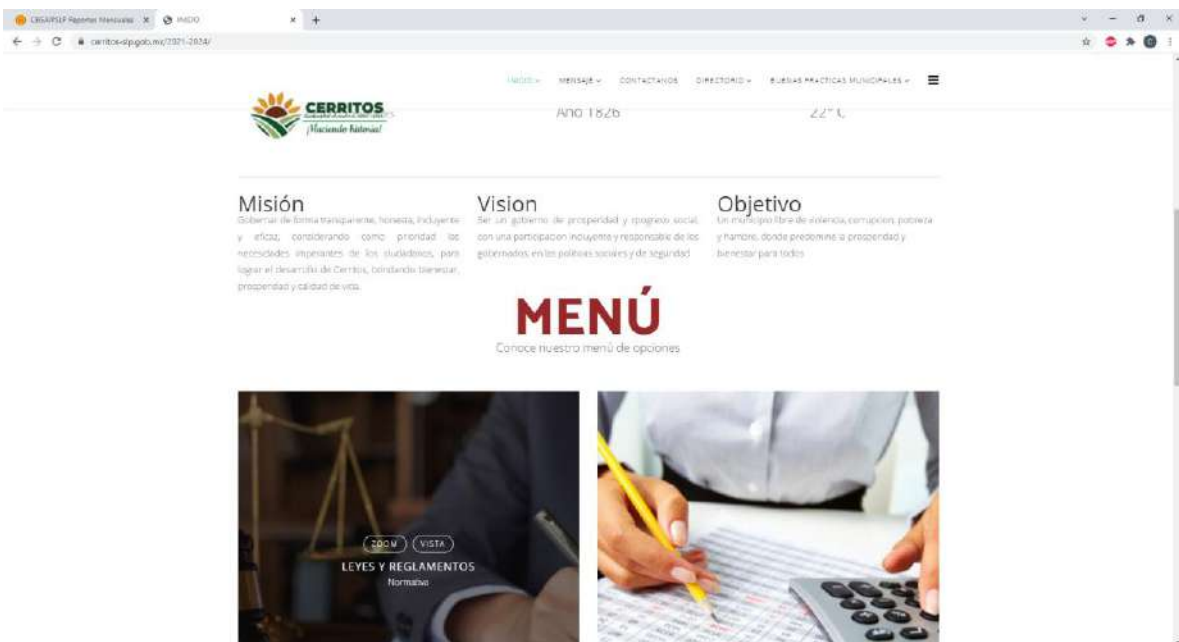 CEGAIPSLP Reportes Mensuales
INICIO
cerritos-slp.gob.mx/2021-2024/
INICIO MENSAJE CONTACTANOS DIRECTORIO BUENAS PRACTICAS MUNICIPALES
CERRITOS
¡Haciendo historia!
Año 1826
22° C
Misión
Gobernar de forma transparente, honesta, incluyente
y eficaz, considerando como prioridad las
necesidades imperantes de los ciudadanos, para
lograr el desarrollo de Cerritos, brindando bienestar,
prosperidad y calidad de vida.
Vision
Ser un gobierno de prosperidad y progreso social,
con una participacion incluyente y responsable de los
gobernados, en las politicas sociales y de seguridad
Objetivo
Un municipio libre de violencia, corrupcion, pobreza
y hambre, donde predomine la prosperidad y
bienestar para todos
MENÚ
Conoce nuestro menú de opciones
ZOOM VISTA
LEYES Y REGLAMENTOS
Normativo